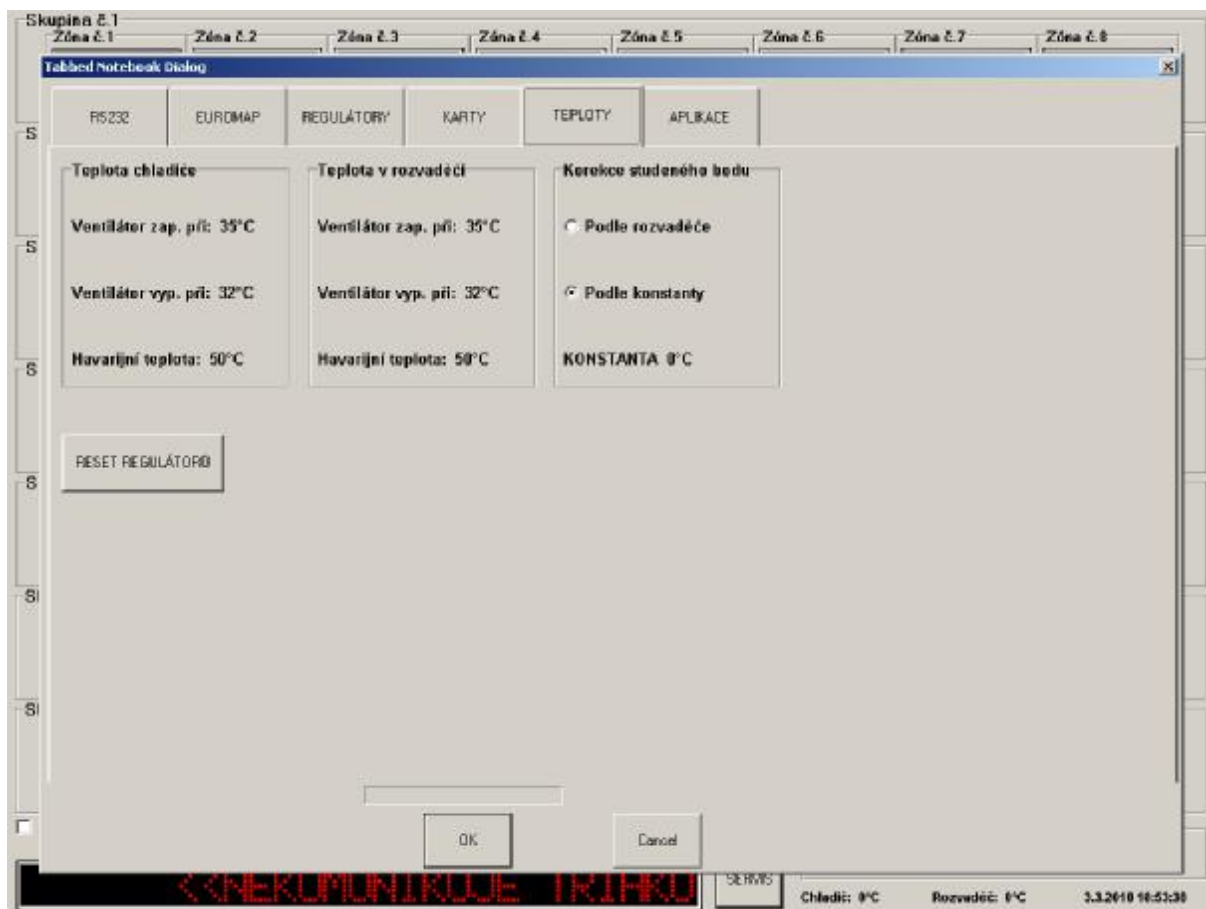 Skupina č.1
Zóna č.1 Zóna č.2 Zóna č.3 Zóna č.4 Zóna č.5 Zóna č.6 Zóna č.7 Zóna č.8
Tabbed Notebook Dialog
RS232 EUROMAP REGULÁTORY KARTY TEPLOTY APLIKACE
Teplota chladiče
Ventilátor zap. při: 35°C
Ventilátor vyp. při: 32°C
Havarijní teplota: 50°C
Teplota v rozvaděči
Ventilátor zap. při: 35°C
Ventilátor vyp. při: 32°C
Havarijní teplota: 50°C
Korekce studeného bodu
Podle rozvaděče
Podle konstanty
KONSTANTA 0°C
RESET REGULÁTORŮ
OK Cancel
<<NEKOMUNIKUJE TRIAKO
SERVIS
Chladič: 0°C Rozvaděč: 0°C 3.3.2010 10:53:30